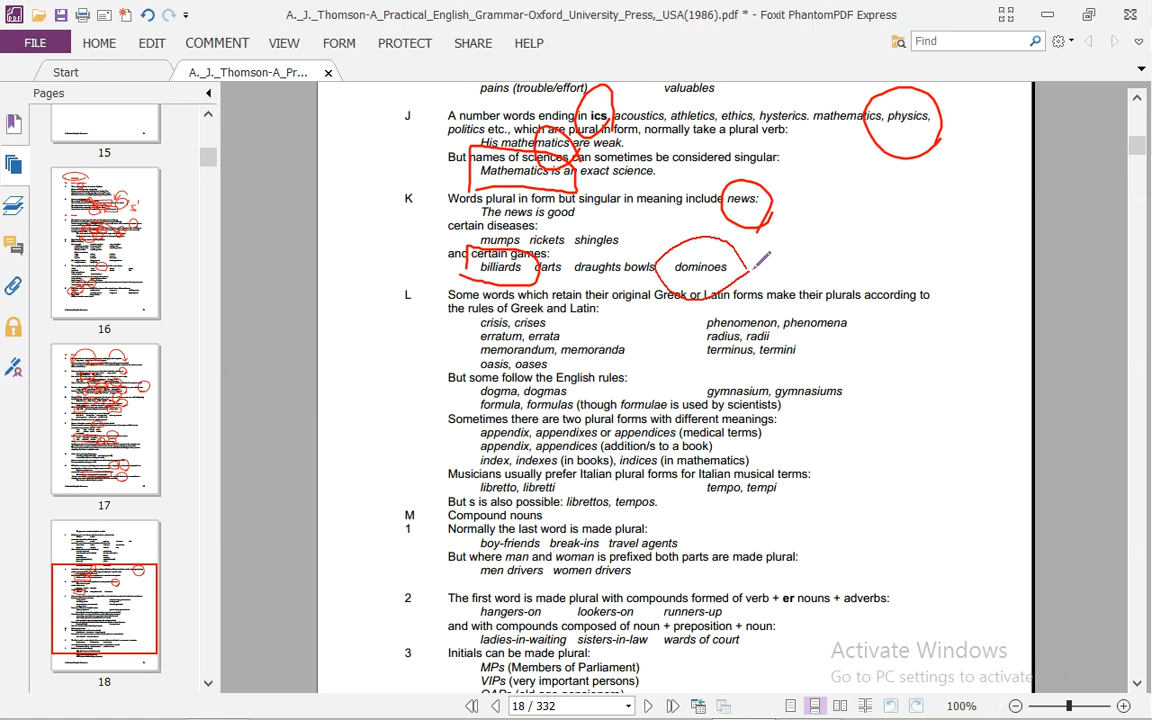 A._J._Thomson-A_Practical_English_Grammar-Oxford_University_Press,_USA(1986).pdf * - Foxit PhantomPDF Express
FILE HOME EDIT COMMENT VIEW FORM PROTECT SHARE HELP Find
Start A._J._Thomson-A_Pr...
Pages
15
16
17
18
pains (trouble/effort) valuables
J A number words ending in ics, acoustics, athletics, ethics, hysterics. mathematics, physics,
politics etc., which are plural in form, normally take a plural verb:
His mathematics are weak.
But names of sciences can sometimes be considered singular:
Mathematics is an exact science.
K Words plural in form but singular in meaning include news:
The news is good
certain diseases:
mumps rickets shingles
and certain games:
billiards darts draughts bowls dominoes
L Some words which retain their original Greek or Latin forms make their plurals according to
the rules of Greek and Latin:
crisis, crises phenomenon, phenomena
erratum, errata radius, radii
memorandum, memoranda terminus, termini
oasis, oases
But some follow the English rules:
dogma, dogmas gymnasium, gymnasiums
formula, formulas (though formulae is used by scientists)
Sometimes there are two plural forms with different meanings:
appendix, appendixes or appendices (medical terms)
appendix, appendices (addition/s to a book)
index, indexes (in books), indices (in mathematics)
Musicians usually prefer Italian plural forms for Italian musical terms:
libretto, libretti tempo, tempi
But s is also possible: librettos, tempos.
M Compound nouns
1 Normally the last word is made plural:
boy-friends break-ins travel agents
But where man and woman is prefixed both parts are made plural:
men drivers women drivers
2 The first word is made plural with compounds formed of verb + er nouns + adverbs:
hangers-on lookers-on runners-up
and with compounds composed of noun + preposition + noun:
ladies-in-waiting sisters-in-law wards of court
3 Initials can be made plural:
MPs (Members of Parliament)
VIPs (very important persons)
Activate Windows
Go to PC settings to activate
18 / 332 100%